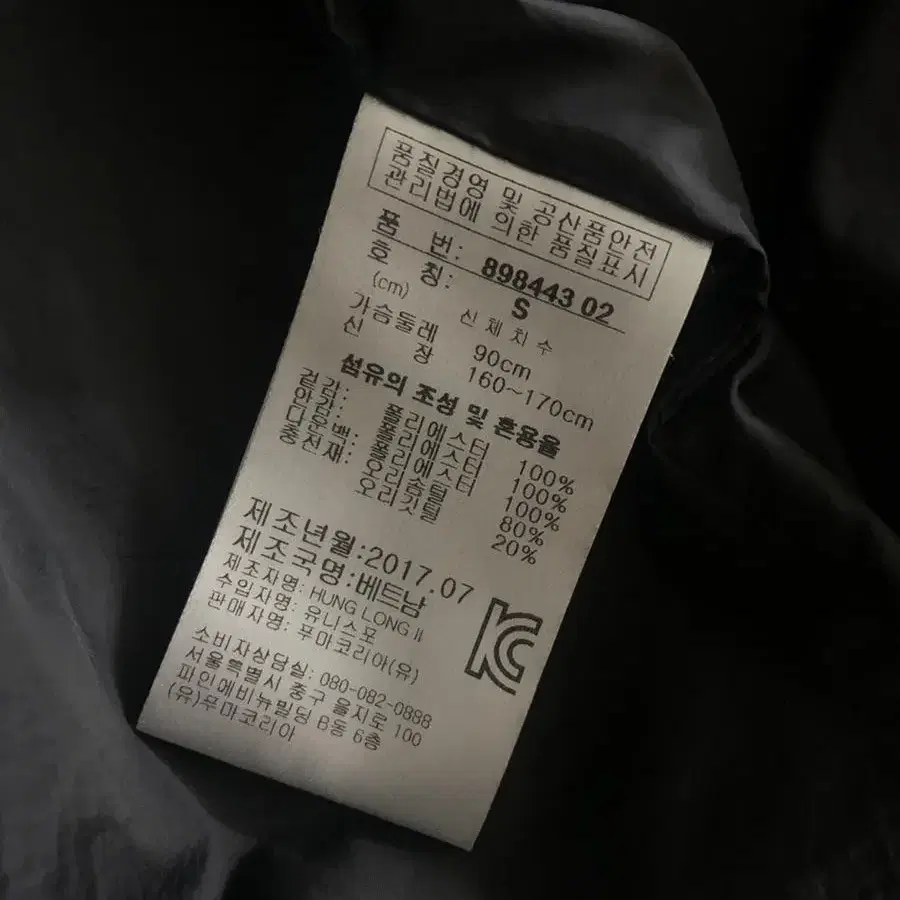 품질경영 및 공산품안전
관리법에 의한 품질표시
품 번: 898443 02
호 칭: S
(cm) 신체치수
가슴둘레 90cm
신 장 160~170cm
섬유의 조성 및 혼용율
겉감: 폴리에스터 100%
안감: 폴리에스터 100%
다운백: 폴리에스터 100%
충전재: 오리솜털 80%
오리깃털 20%
제조년월:2017.07
제조국명:베트남
제조자명: HUNG LONG II
수입자명: 유니스포
판매자명: 푸마코리아(유)
소비자상담실: 080-082-0888
서울특별시 중구 을지로 100
파인에비뉴빌딩 B동 6층
(유)푸마코리아
KC